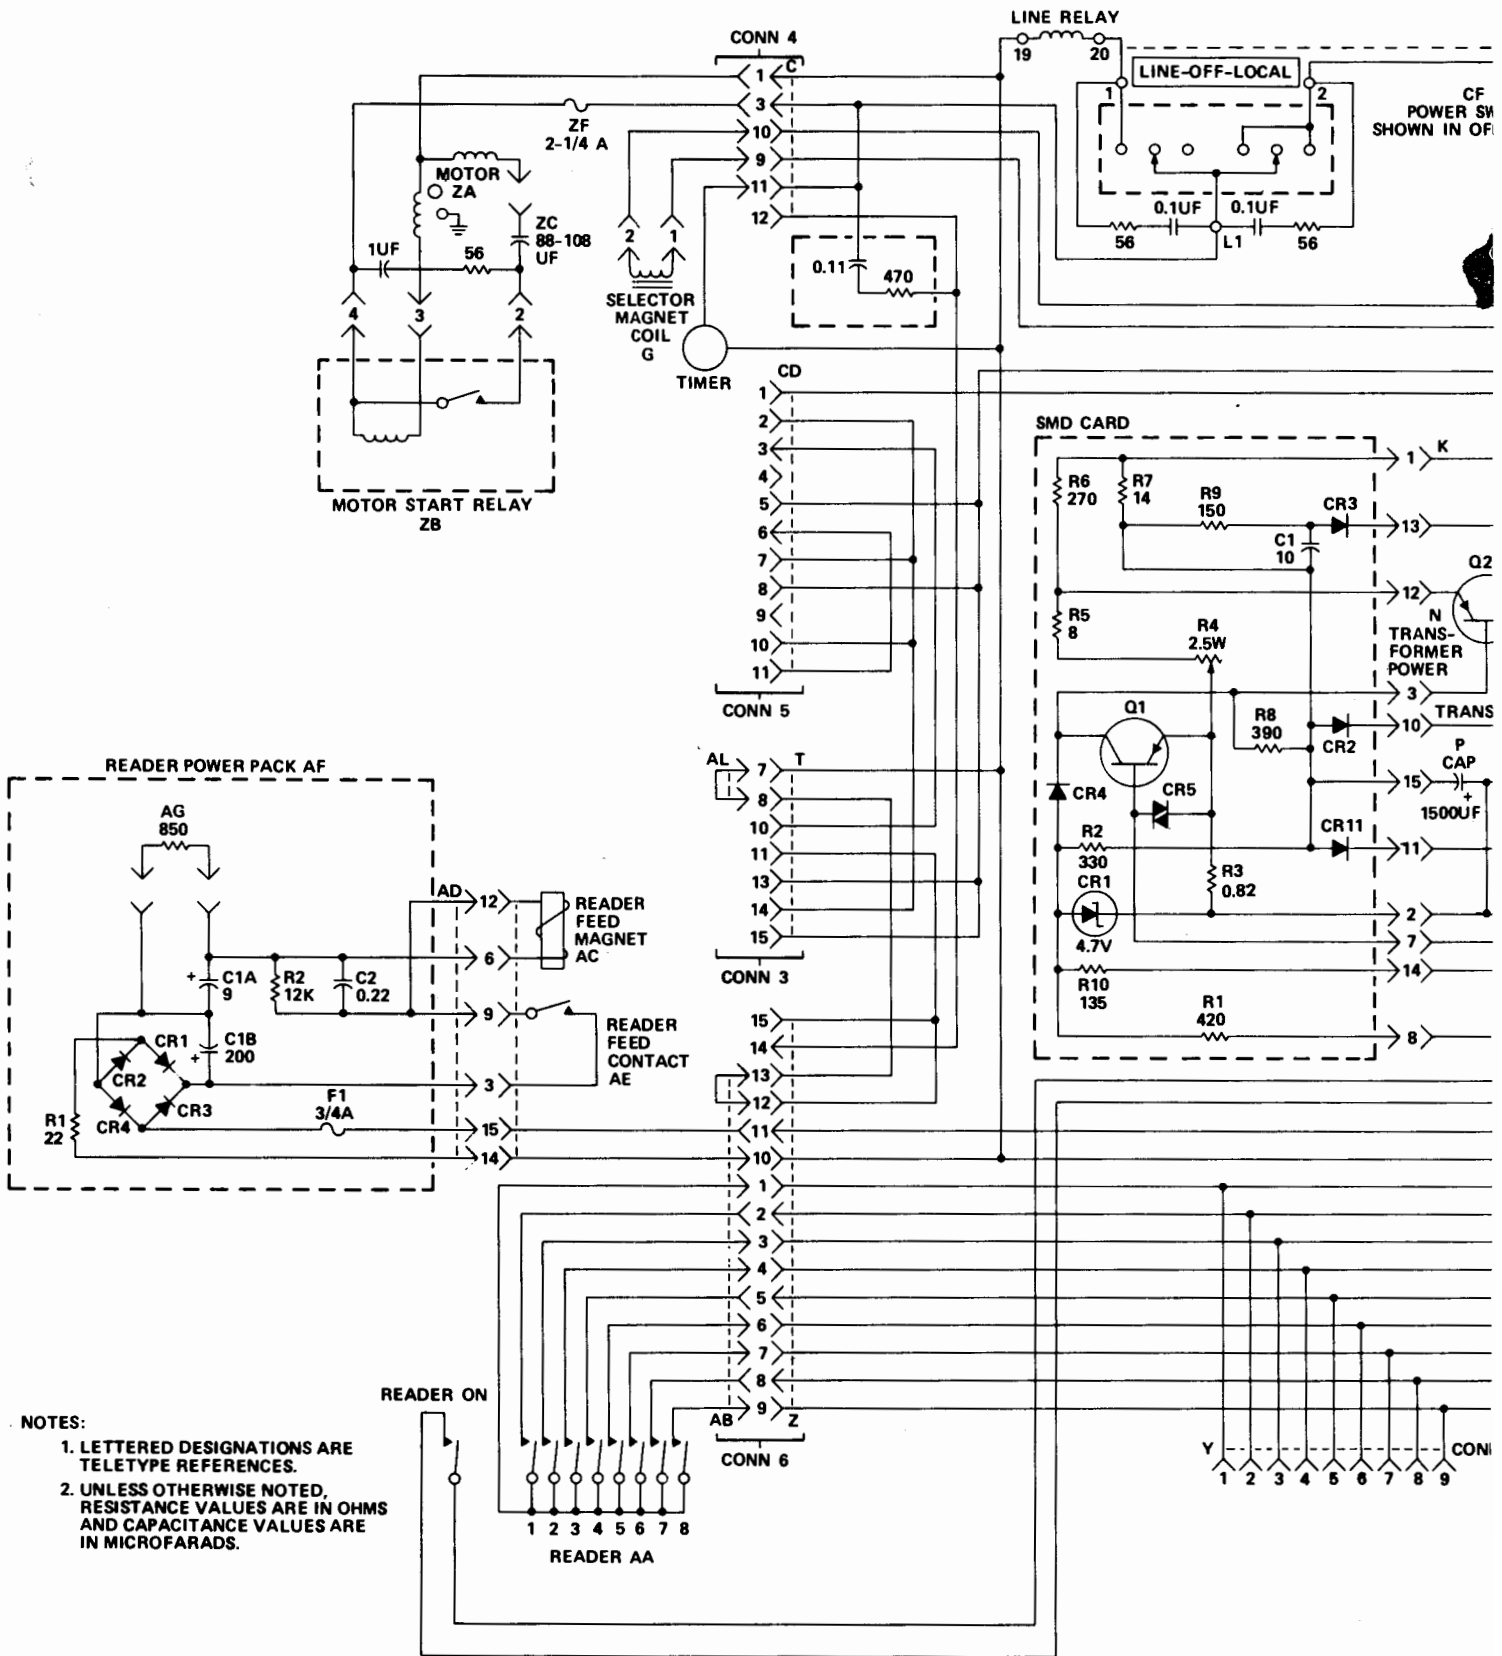 LINE RELAY
19
20
CONN 4
C
1
3
10
9
11
12
LINE-OFF-LOCAL
1
2
CF
POWER SW
SHOWN IN OF
ZF
2-1/4 A
MOTOR
ZA
ZC
88-108
UF
1UF
56
4
3
2
2
1
SELECTOR
MAGNET
COIL
G
TIMER
0.11
470
0.1UF
0.1UF
56
L1
56
MOTOR START RELAY
ZB
CD
1
2
3
4
5
6
7
8
9
10
11
CONN 5
SMD CARD
R6
270
R7
14
R9
150
CR3
C1
10
R5
8
R4
2.5W
Q1
R8
390
CR2
CR4
CR5
R2
330
CR11
CR1
4.7V
R3
0.82
R10
135
R1
420
1
K
13
Q2
12
N
TRANS-
FORMER
POWER
3
10
TRANS
P
CAP
15
+
1500UF
11
2
7
14
8
AL
T
7
8
10
11
13
14
15
CONN 3
READER POWER PACK AF
AG
850
+
C1A
9
R2
12K
C2
0.22
CR1
C1B
200
+
CR2
CR3
CR4
R1
22
F1
3/4A
AD
12
6
9
3
15
14
READER
FEED
MAGNET
AC
READER
FEED
CONTACT
AE
15
14
13
12
11
10
1
2
3
4
5
6
7
8
9
AB
Z
CONN 6
READER ON
1 2 3 4 5 6 7 8
READER AA
Y
CON
1 2 3 4 5 6 7 8 9
NOTES:
1. LETTERED DESIGNATIONS ARE
TELETYPE REFERENCES.
2. UNLESS OTHERWISE NOTED,
RESISTANCE VALUES ARE IN OHMS
AND CAPACITANCE VALUES ARE
IN MICROFARADS.